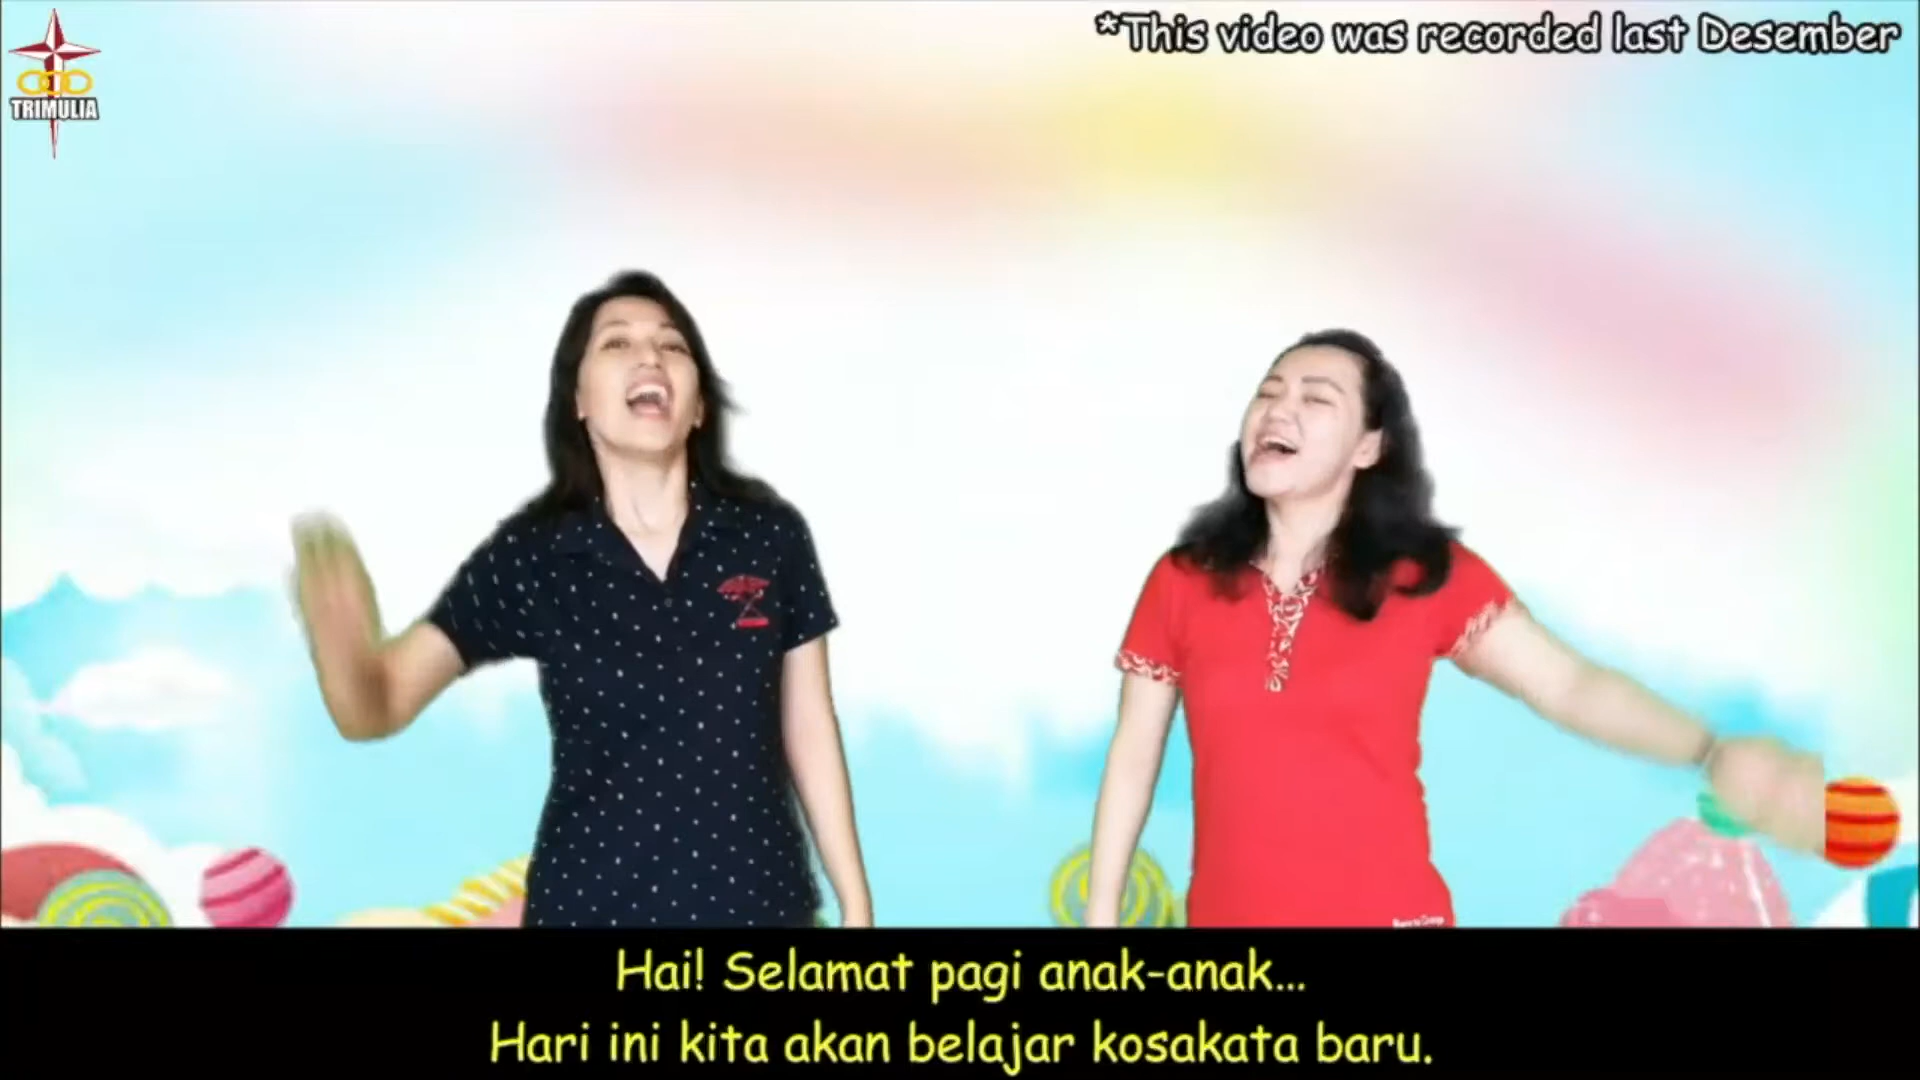 *This video was recorded last Desember
TRIMULIA
Hai! Selamat pagi anak-anak...
Hari ini kita akan belajar kosakata baru.